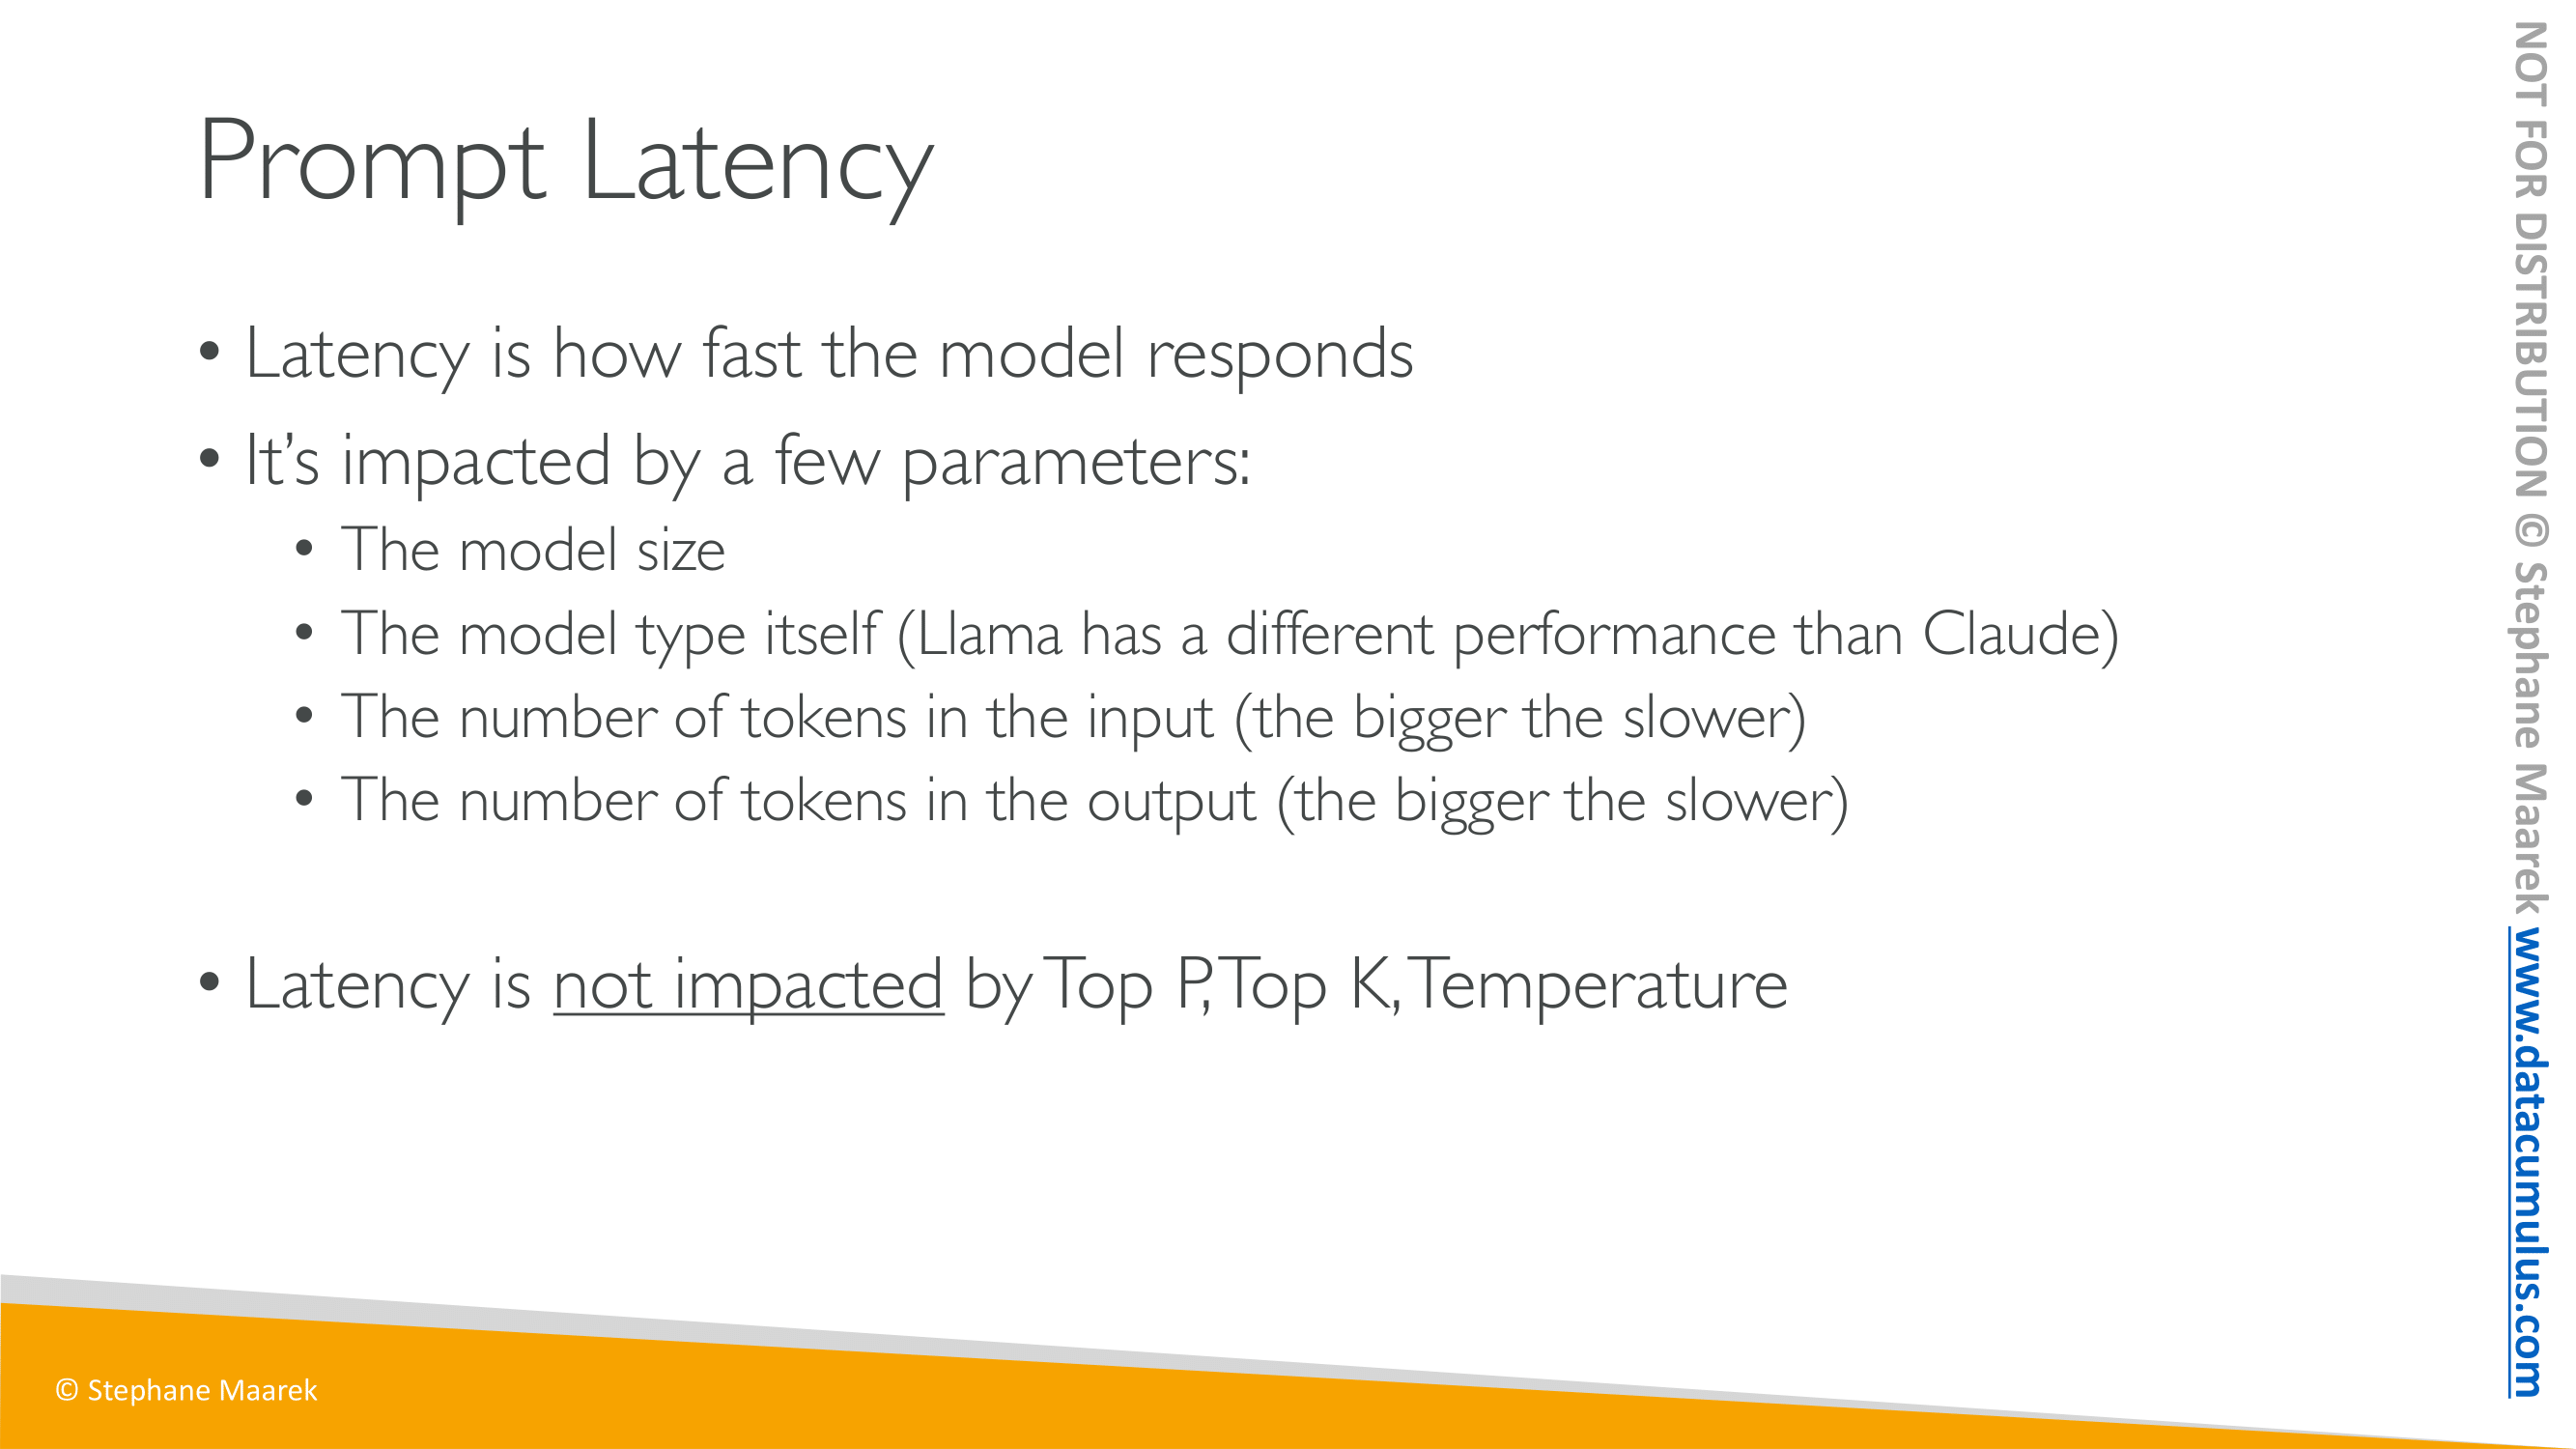 Prompt Latency
• Latency is how fast the model responds
• It’s impacted by a few parameters:
• The model size
• The model type itself (Llama has a different performance than Claude)
• The number of tokens in the input (the bigger the slower)
• The number of tokens in the output (the bigger the slower)
• Latency is not impacted by Top P, Top K, Temperature
© Stephane Maarek
NOT FOR DISTRIBUTION © Stephane Maarek www.datacumulus.com